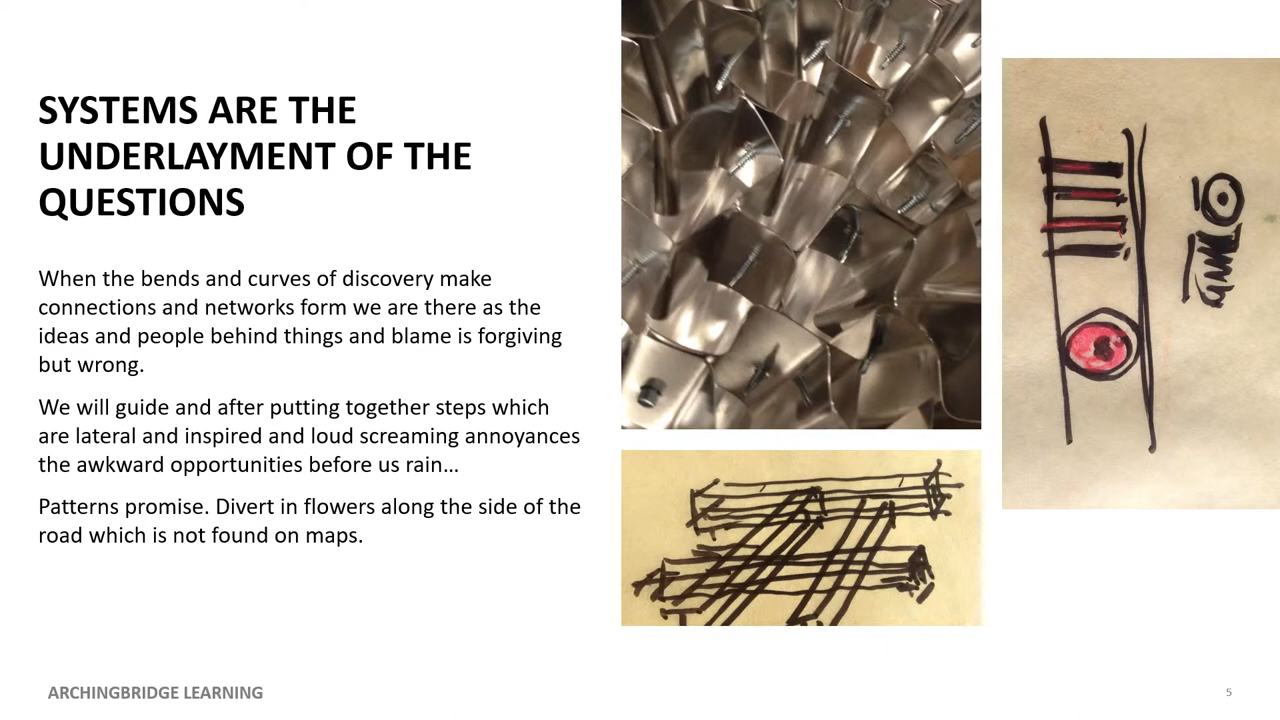 SYSTEMS ARE THE
UNDERLAYMENT OF THE
QUESTIONS
When the bends and curves of discovery make
connections and networks form we are there as the
ideas and people behind things and blame is forgiving
but wrong.
We will guide and after putting together steps which
are lateral and inspired and loud screaming annoyances
the awkward opportunities before us rain…
Patterns promise. Divert in flowers along the side of the
road which is not found on maps.
ARCHINGBRIDGE LEARNING
5